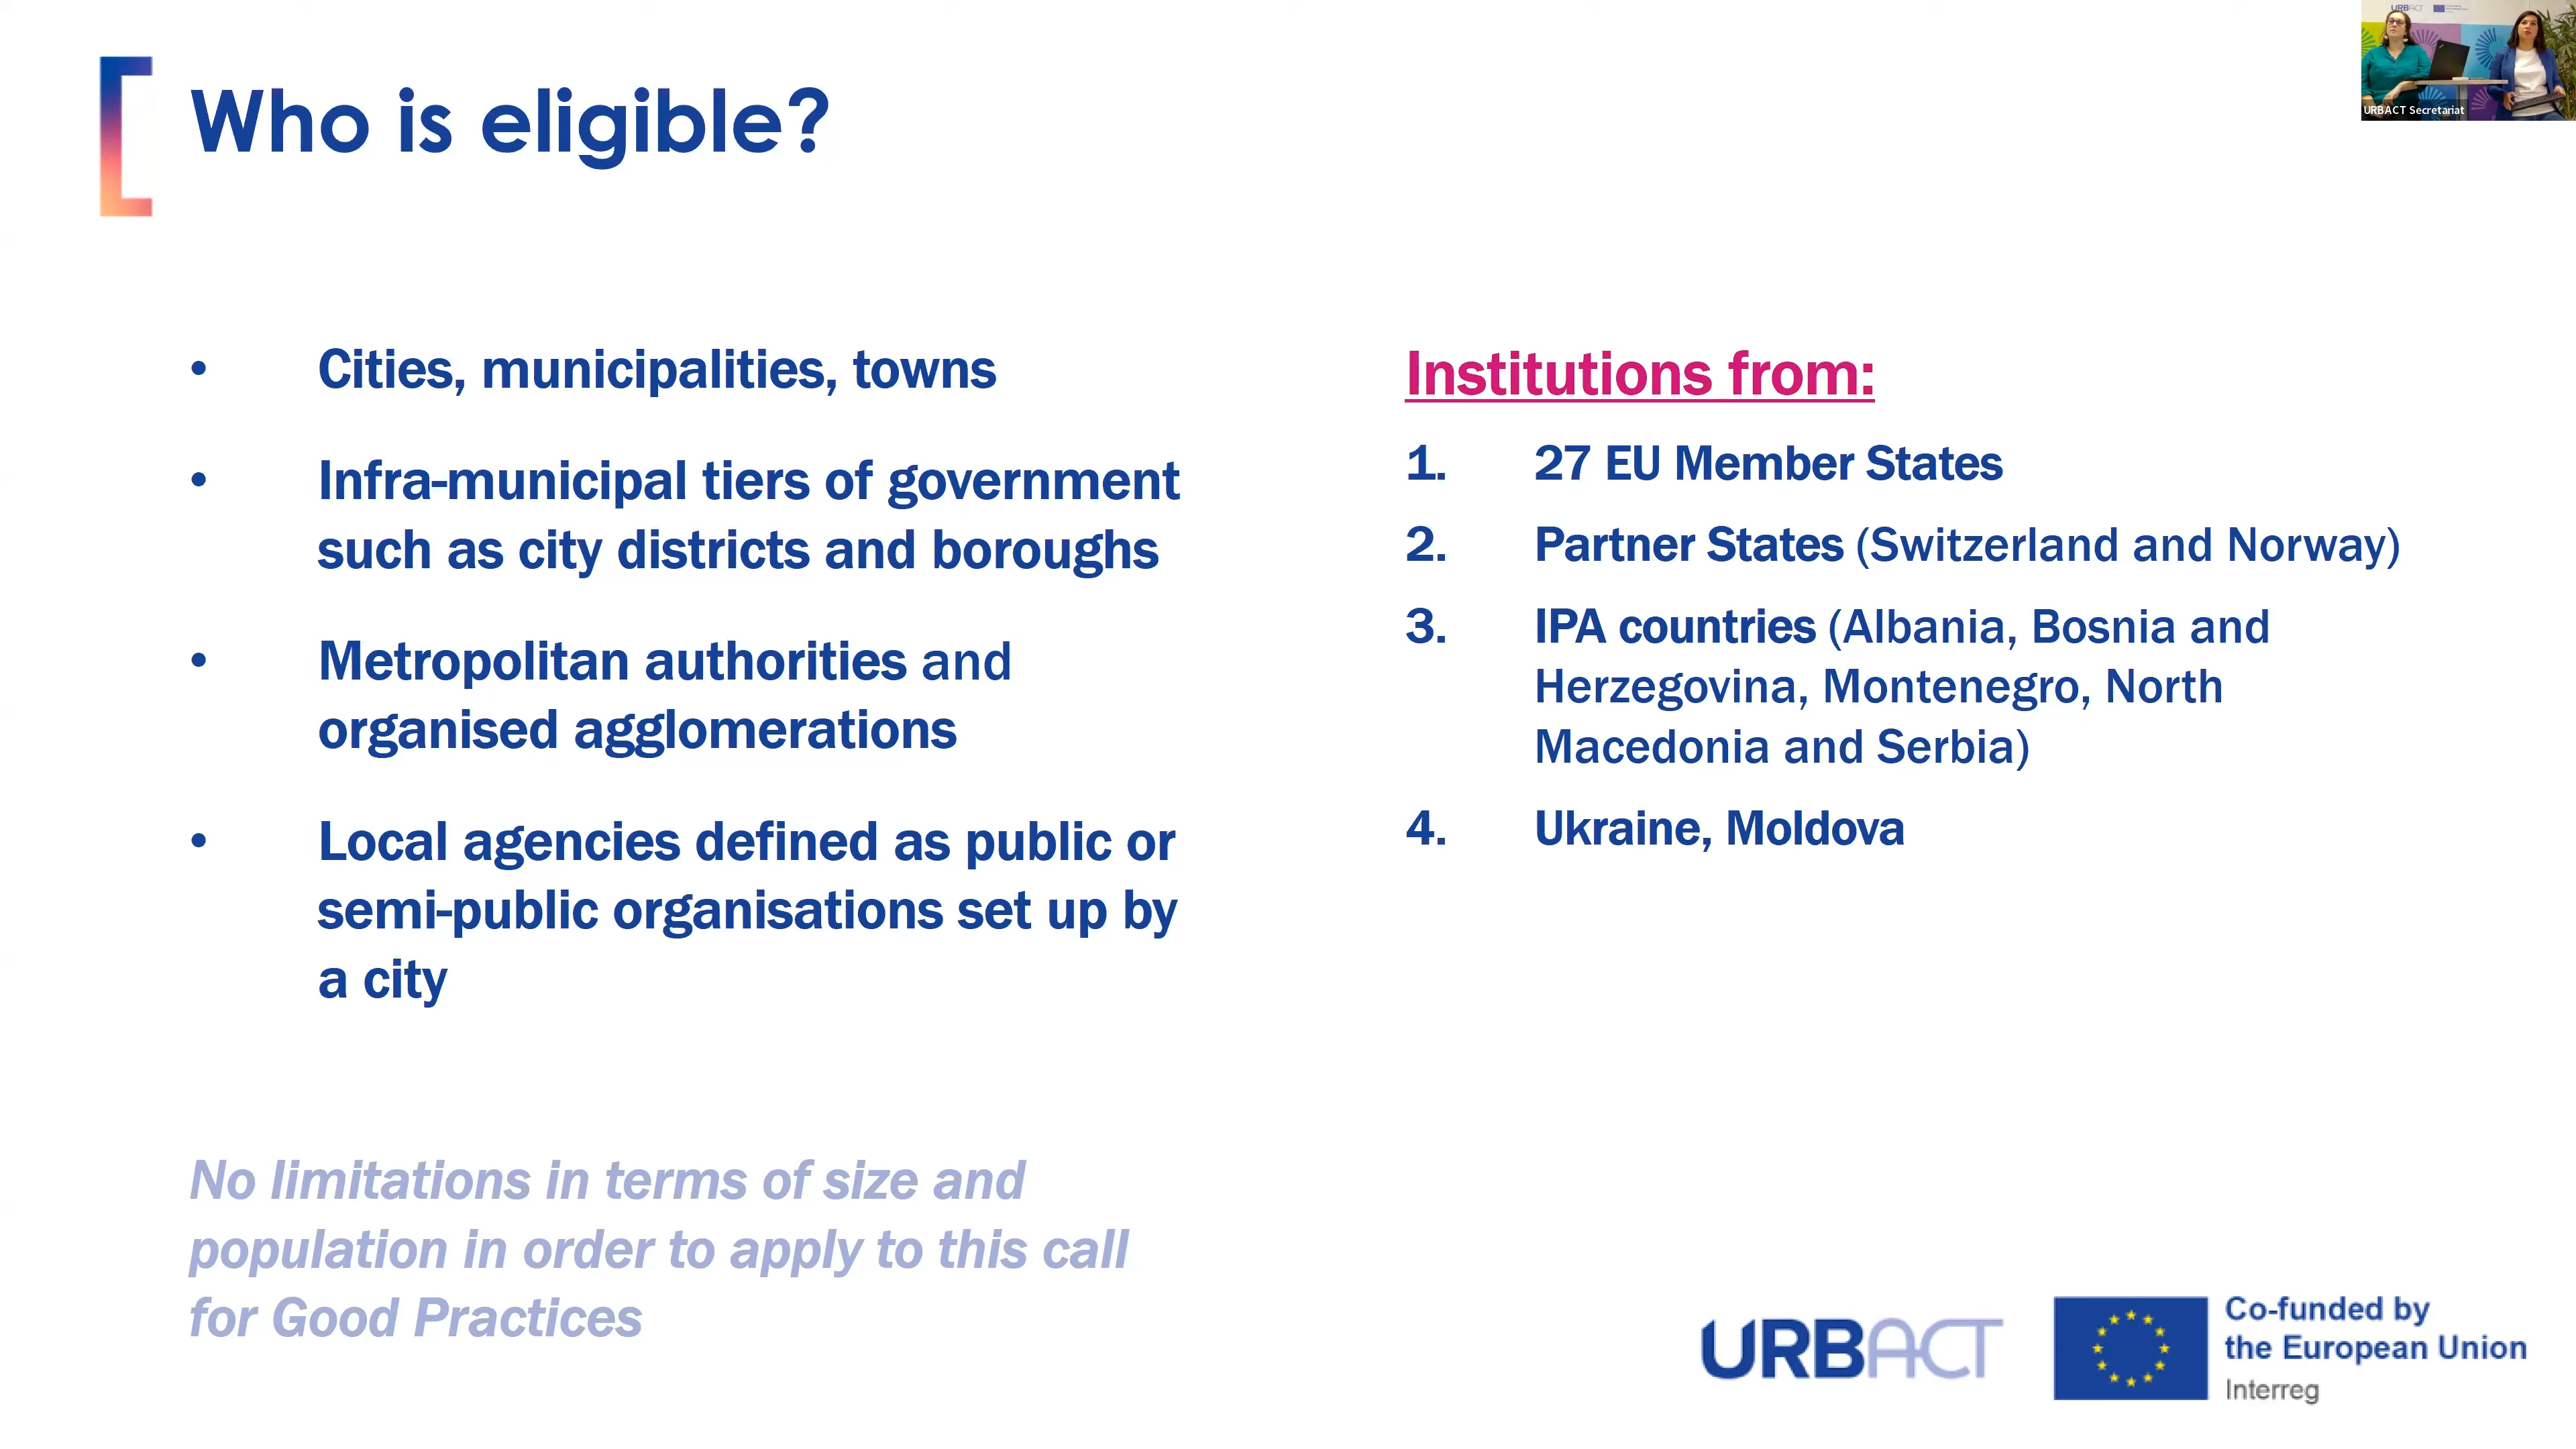 Who is eligible?
• Cities, municipalities, towns
• Infra-municipal tiers of government
such as city districts and boroughs
• Metropolitan authorities and
organised agglomerations
• Local agencies defined as public or
semi-public organisations set up by
a city
No limitations in terms of size and
population in order to apply to this call
for Good Practices
Institutions from:
1. 27 EU Member States
2. Partner States (Switzerland and Norway)
3. IPA countries (Albania, Bosnia and
Herzegovina, Montenegro, North
Macedonia and Serbia)
4. Ukraine, Moldova
URBACT
URBACT Secretariat
URBACT
Co-funded by
the European Union
Interreg